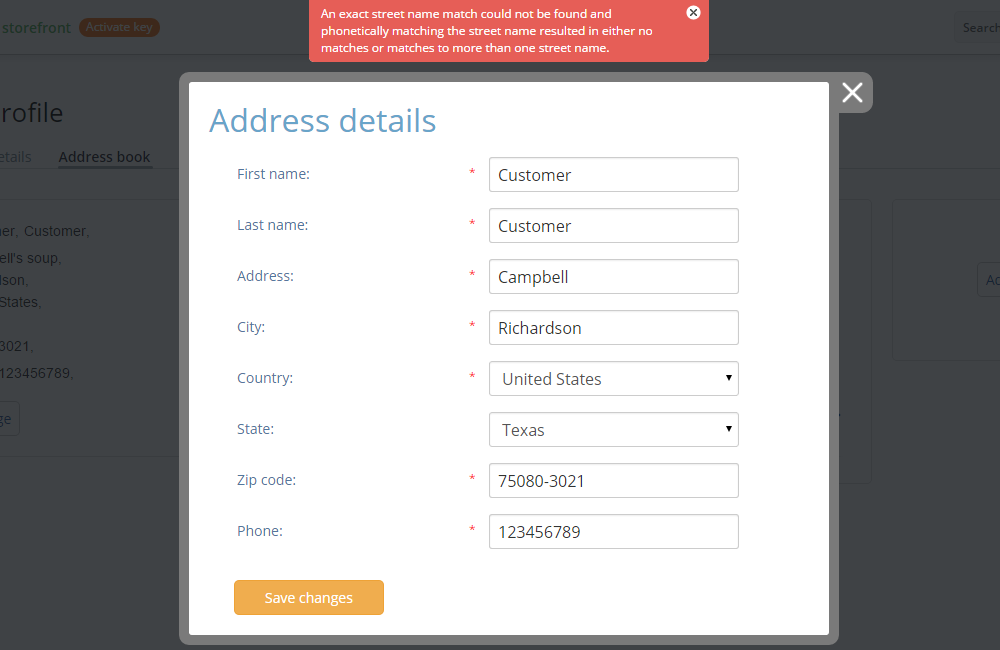 An exact street name match could not be found and
phonetically matching the street name resulted in either no
matches or matches to more than one street name.
storefront Activate key
Search
rofile
etails Address book
er, Customer,
ell's soup,
lson,
States,
3021,
123456789,
ge
Address details
First name: * Customer
Last name: * Customer
Address: * Campbell
City: * Richardson
Country: * United States
State: Texas
Zip code: * 75080-3021
Phone: * 123456789
Save changes